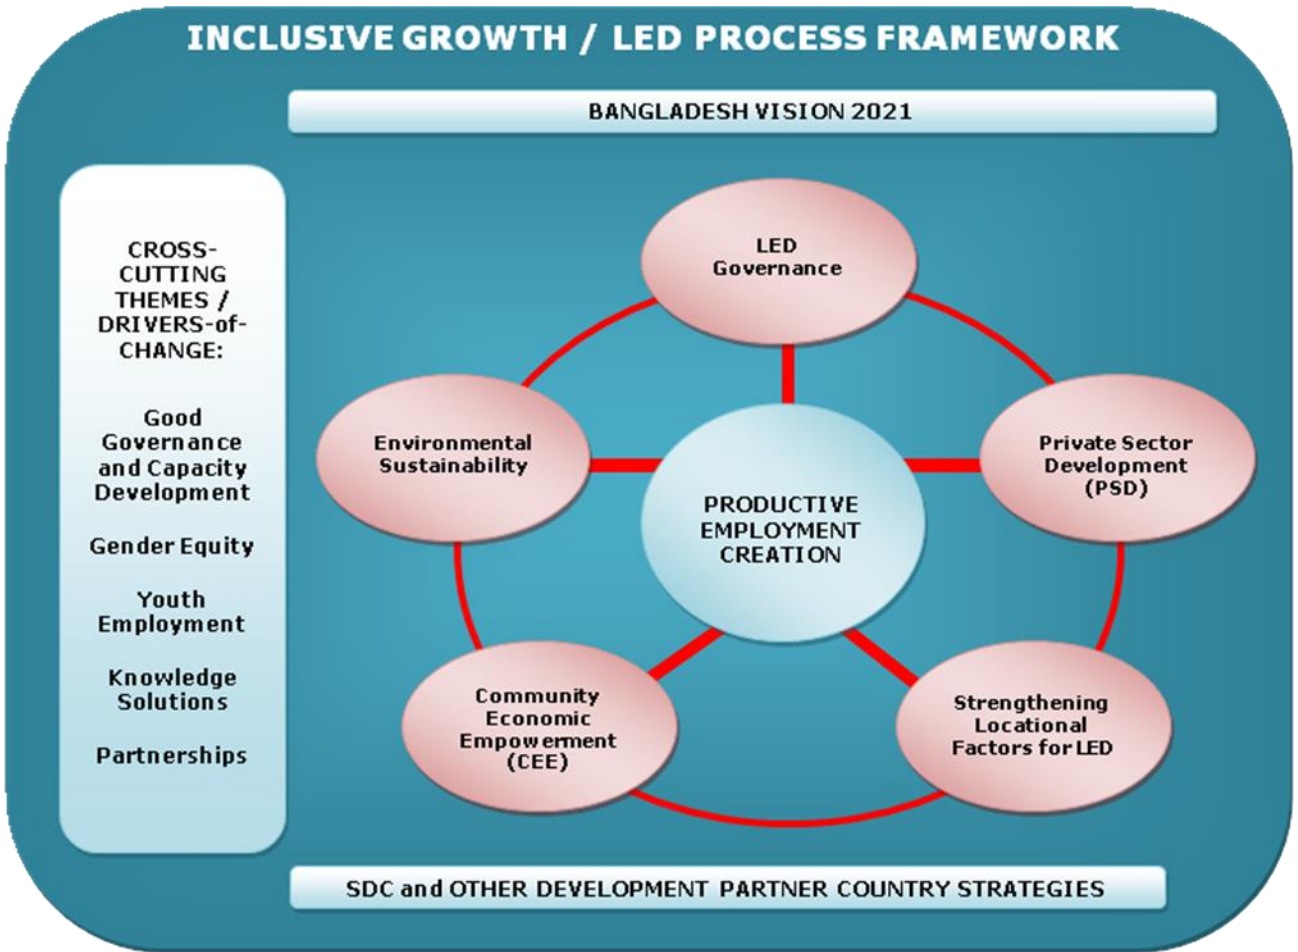 INCLUSIVE GROWTH / LED PROCESS FRAMEWORK
BANGLADESH VISION 2021
CROSS-
CUTTING
THEMES /
DRIVERS-of-
CHANGE:
Good
Governance
and Capacity
Development
Gender Equity
Youth
Employment
Knowledge
Solutions
Partnerships
LED
Governance
Environmental
Sustainability
Private Sector
Development
(PSD)
PRODUCTIVE
EMPLOYMENT
CREATION
Community
Economic
Empowerment
(CEE)
Strengthening
Locational
Factors for LED
SDC and OTHER DEVELOPMENT PARTNER COUNTRY STRATEGIES